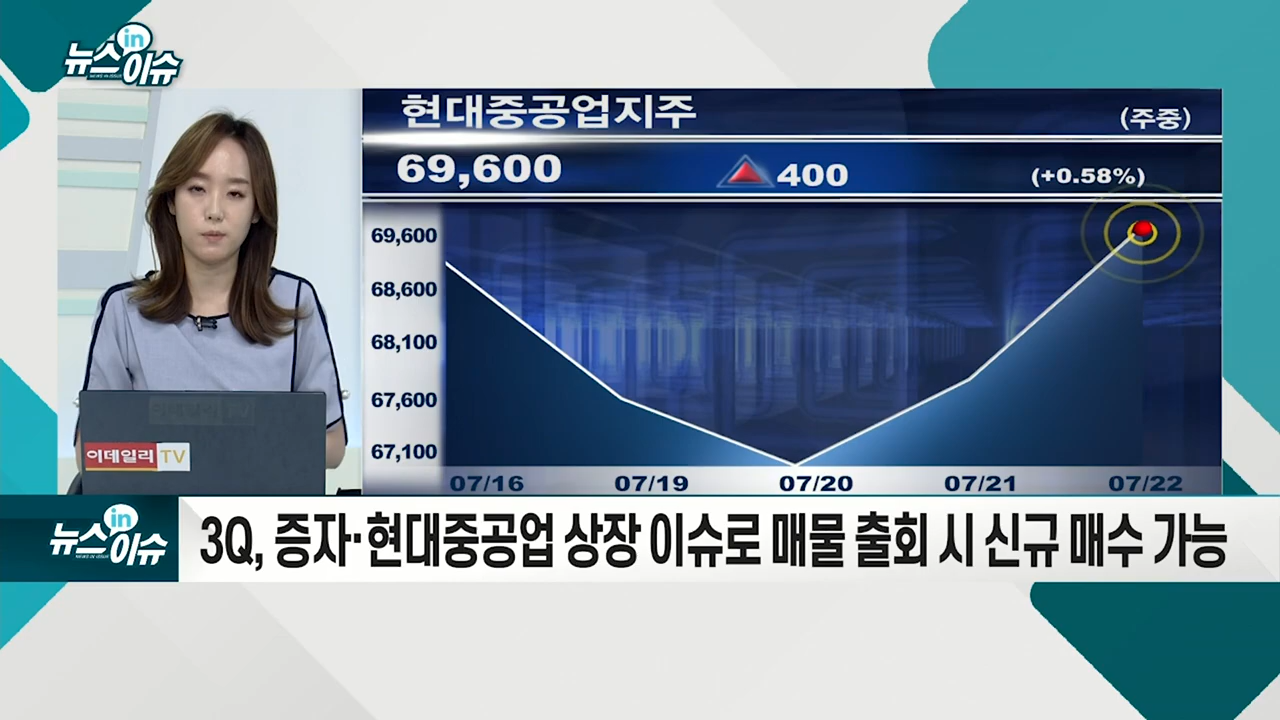 뉴스in이슈
현대중공업지주
(주중)
69,600 ▲400 (+0.58%)
69,600
68,600
68,100
67,600
67,100
07/16 07/19 07/20 07/21 07/22
이데일리TV
뉴스in이슈
3Q, 증자·현대중공업 상장 이슈로 매물 출회 시 신규 매수 가능